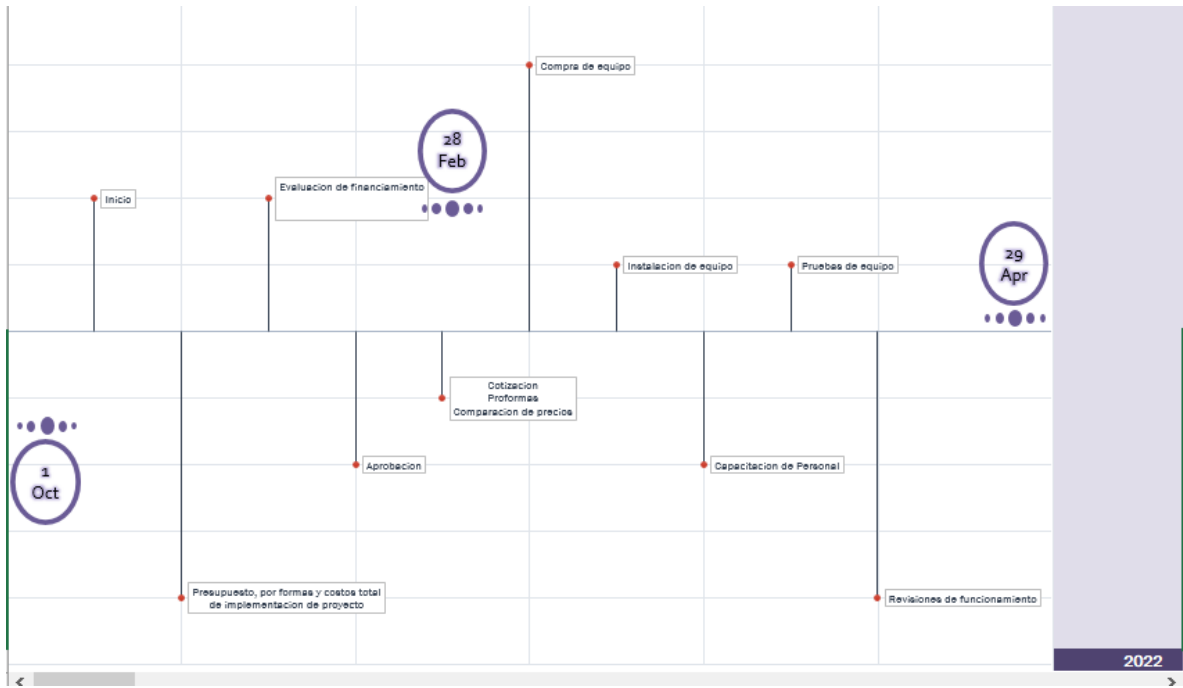 Compra de equipo
28
Feb
Evaluacion de financiamiento
Inicio
29
Apr
Instalacion de equipo
Pruebas de equipo
Cotizacion
Proformas
Comparacion de precios
1
Oct
Aprobacion
Capacitacion de Personal
Presupuesto, por formas y costos total
de implementacion de proyecto
Revisiones de funcionamiento
2022